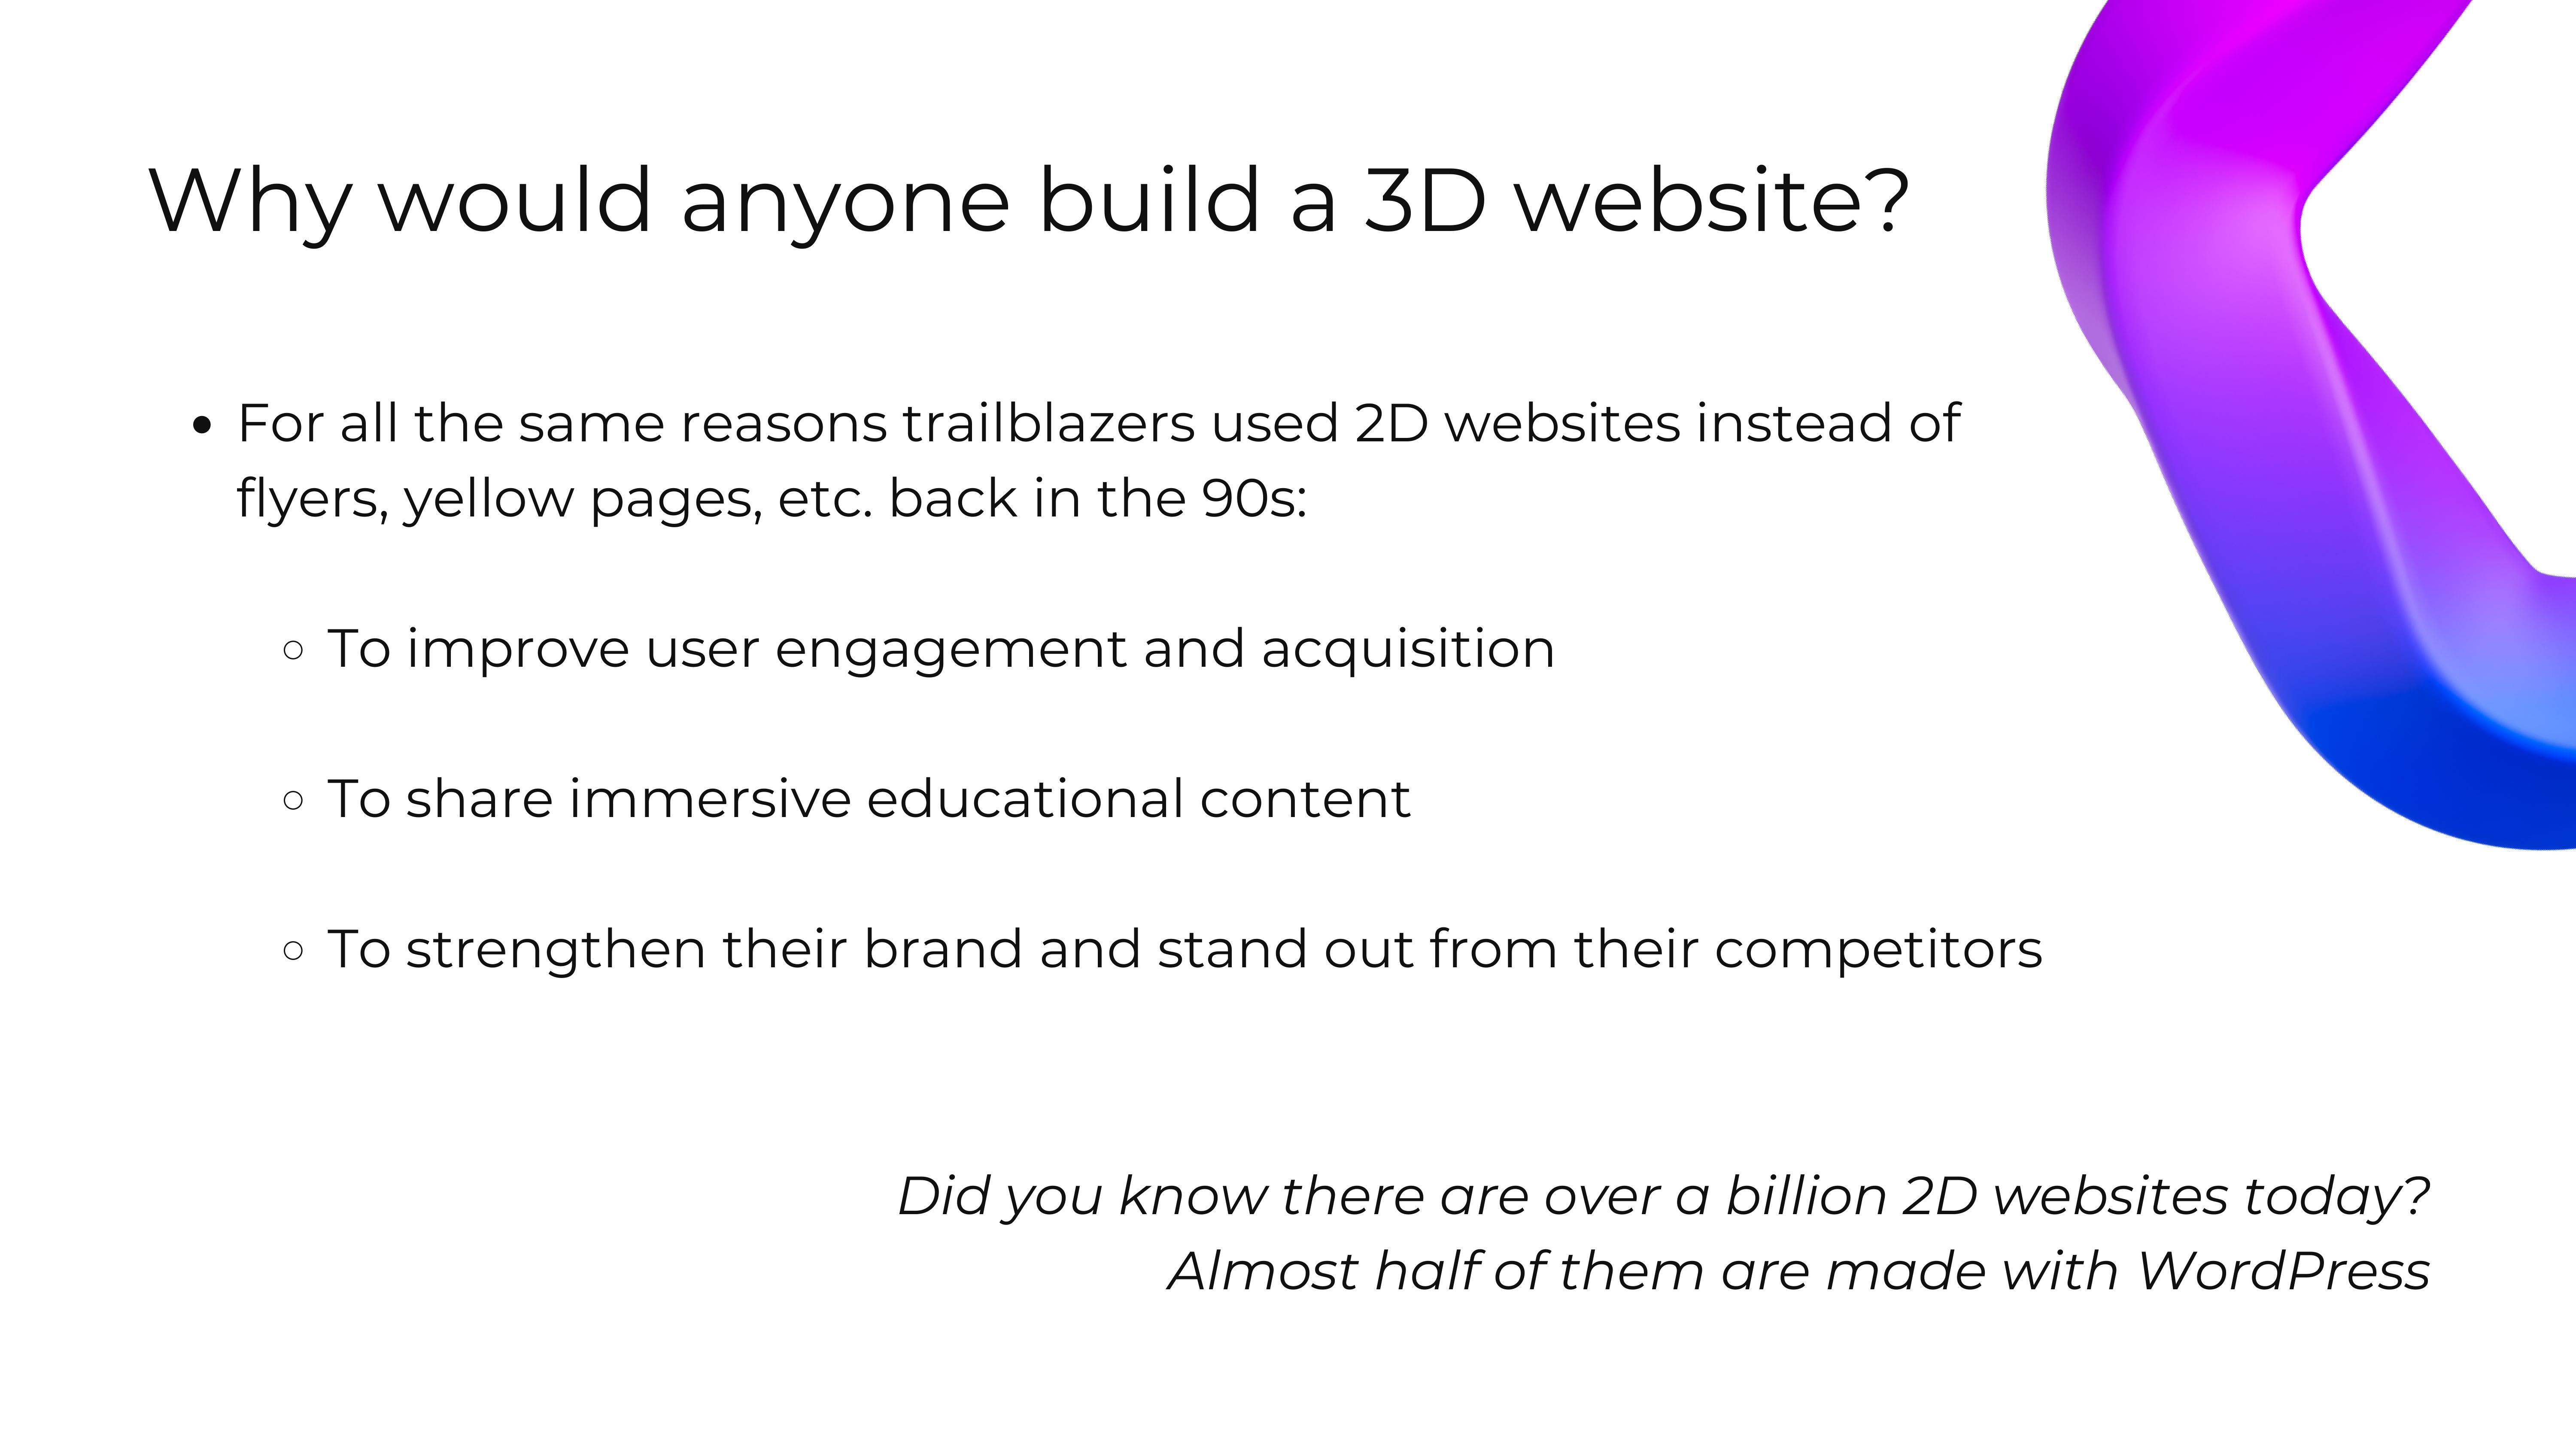 Why would anyone build a 3D website?
• For all the same reasons trailblazers used 2D websites instead of
flyers, yellow pages, etc. back in the 90s:
○ To improve user engagement and acquisition
○ To share immersive educational content
○ To strengthen their brand and stand out from their competitors
Did you know there are over a billion 2D websites today?
Almost half of them are made with WordPress